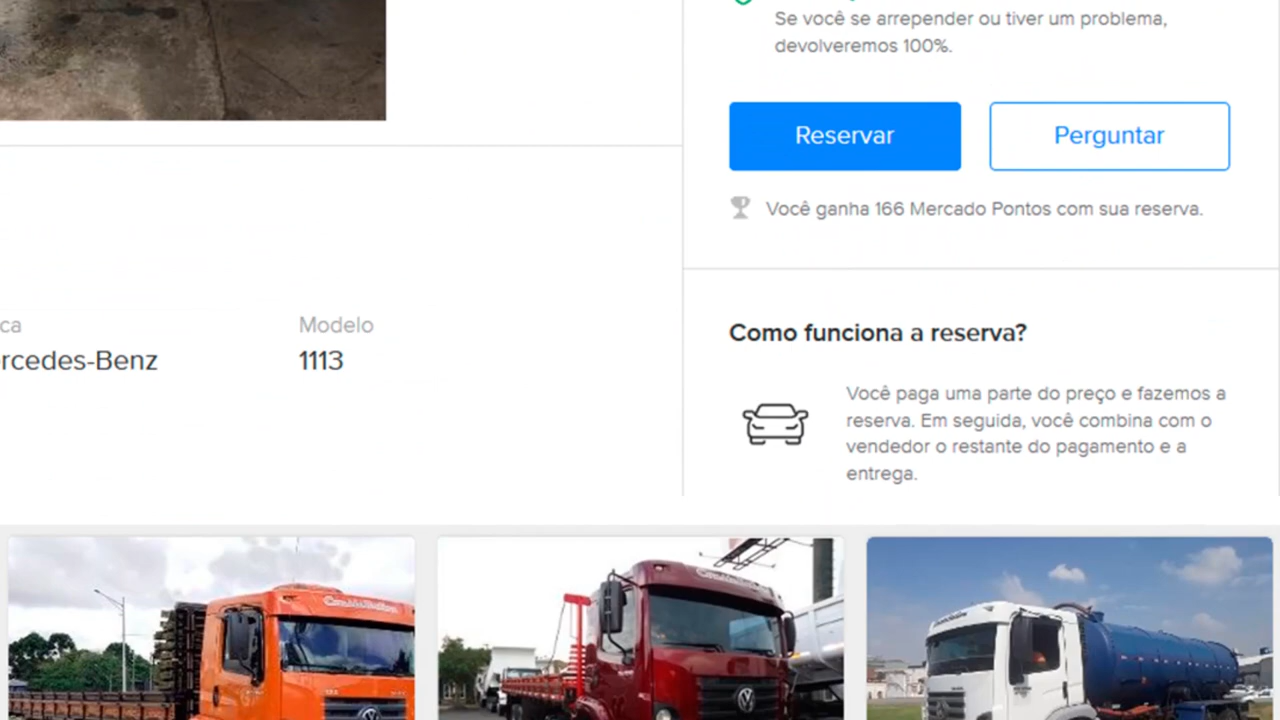 Se você se arrepender ou tiver um problema,
devolveremos 100%.
Reservar
Perguntar
Você ganha 166 Mercado Pontos com sua reserva.
ca
rcedes-Benz
Modelo
1113
Como funciona a reserva?
Você paga uma parte do preço e fazemos a
reserva. Em seguida, você combina com o
vendedor o restante do pagamento e a
entrega.